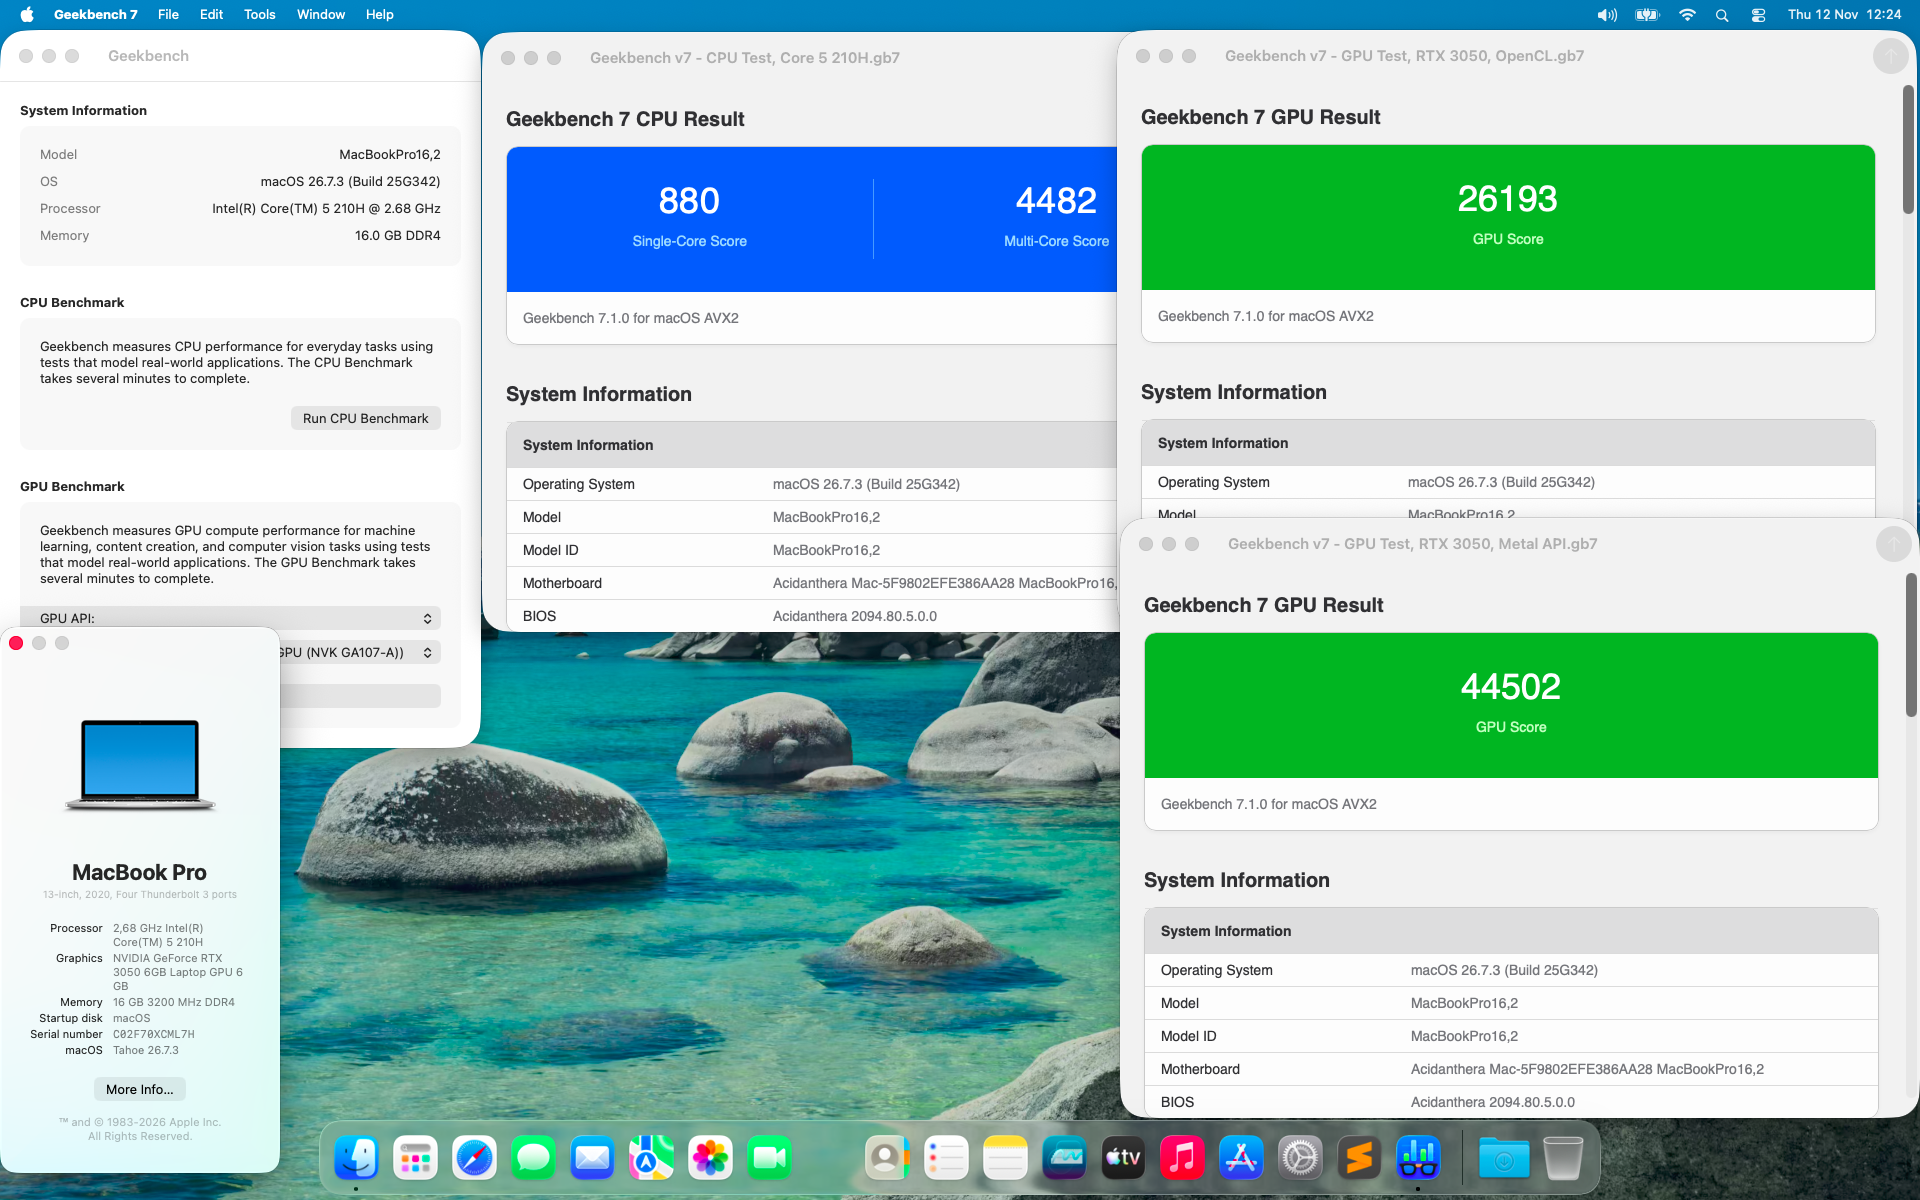 Geekbench 7 File Edit Tools Window Help
Thu 12 Nov 12:24
Geekbench
System Information
Model MacBookPro16,2
OS macOS 26.7.3 (Build 25G342)
Processor Intel(R) Core(TM) 5 210H @ 2.68 GHz
Memory 16.0 GB DDR4
CPU Benchmark
Geekbench measures CPU performance for everyday tasks using
tests that model real-world applications. The CPU Benchmark
takes several minutes to complete.
Run CPU Benchmark
GPU Benchmark
Geekbench measures GPU compute performance for machine
learning, content creation, and computer vision tasks using tests
that model real-world applications. The GPU Benchmark takes
several minutes to complete.
GPU API:
GPU (NVK GA107-A))
MacBook Pro
13-inch, 2020, Four Thunderbolt 3 ports
Processor 2,68 GHz Intel(R)
Core(TM) 5 210H
Graphics NVIDIA GeForce RTX
3050 6GB Laptop GPU 6
GB
Memory 16 GB 3200 MHz DDR4
Startup disk macOS
Serial number C02F70XCML7H
macOS Tahoe 26.7.3
More Info...
™ and © 1983-2026 Apple Inc.
All Rights Reserved.
Geekbench v7 - CPU Test, Core 5 210H.gb7
Geekbench 7 CPU Result
880 4482
Single-Core Score Multi-Core Score
Geekbench 7.1.0 for macOS AVX2
System Information
System Information
Operating System macOS 26.7.3 (Build 25G342)
Model MacBookPro16,2
Model ID MacBookPro16,2
Motherboard Acidanthera Mac-5F9802EFE386AA28 MacBookPro16,
BIOS Acidanthera 2094.80.5.0.0
Geekbench v7 - GPU Test, RTX 3050, OpenCL.gb7
Geekbench 7 GPU Result
26193
GPU Score
Geekbench 7.1.0 for macOS AVX2
System Information
System Information
Operating System macOS 26.7.3 (Build 25G342)
Model MacBookPro16,2
Geekbench v7 - GPU Test, RTX 3050, Metal API.gb7
Geekbench 7 GPU Result
44502
GPU Score
Geekbench 7.1.0 for macOS AVX2
System Information
System Information
Operating System macOS 26.7.3 (Build 25G342)
Model MacBookPro16,2
Model ID MacBookPro16,2
Motherboard Acidanthera Mac-5F9802EFE386AA28 MacBookPro16,2
BIOS Acidanthera 2094.80.5.0.0
tv